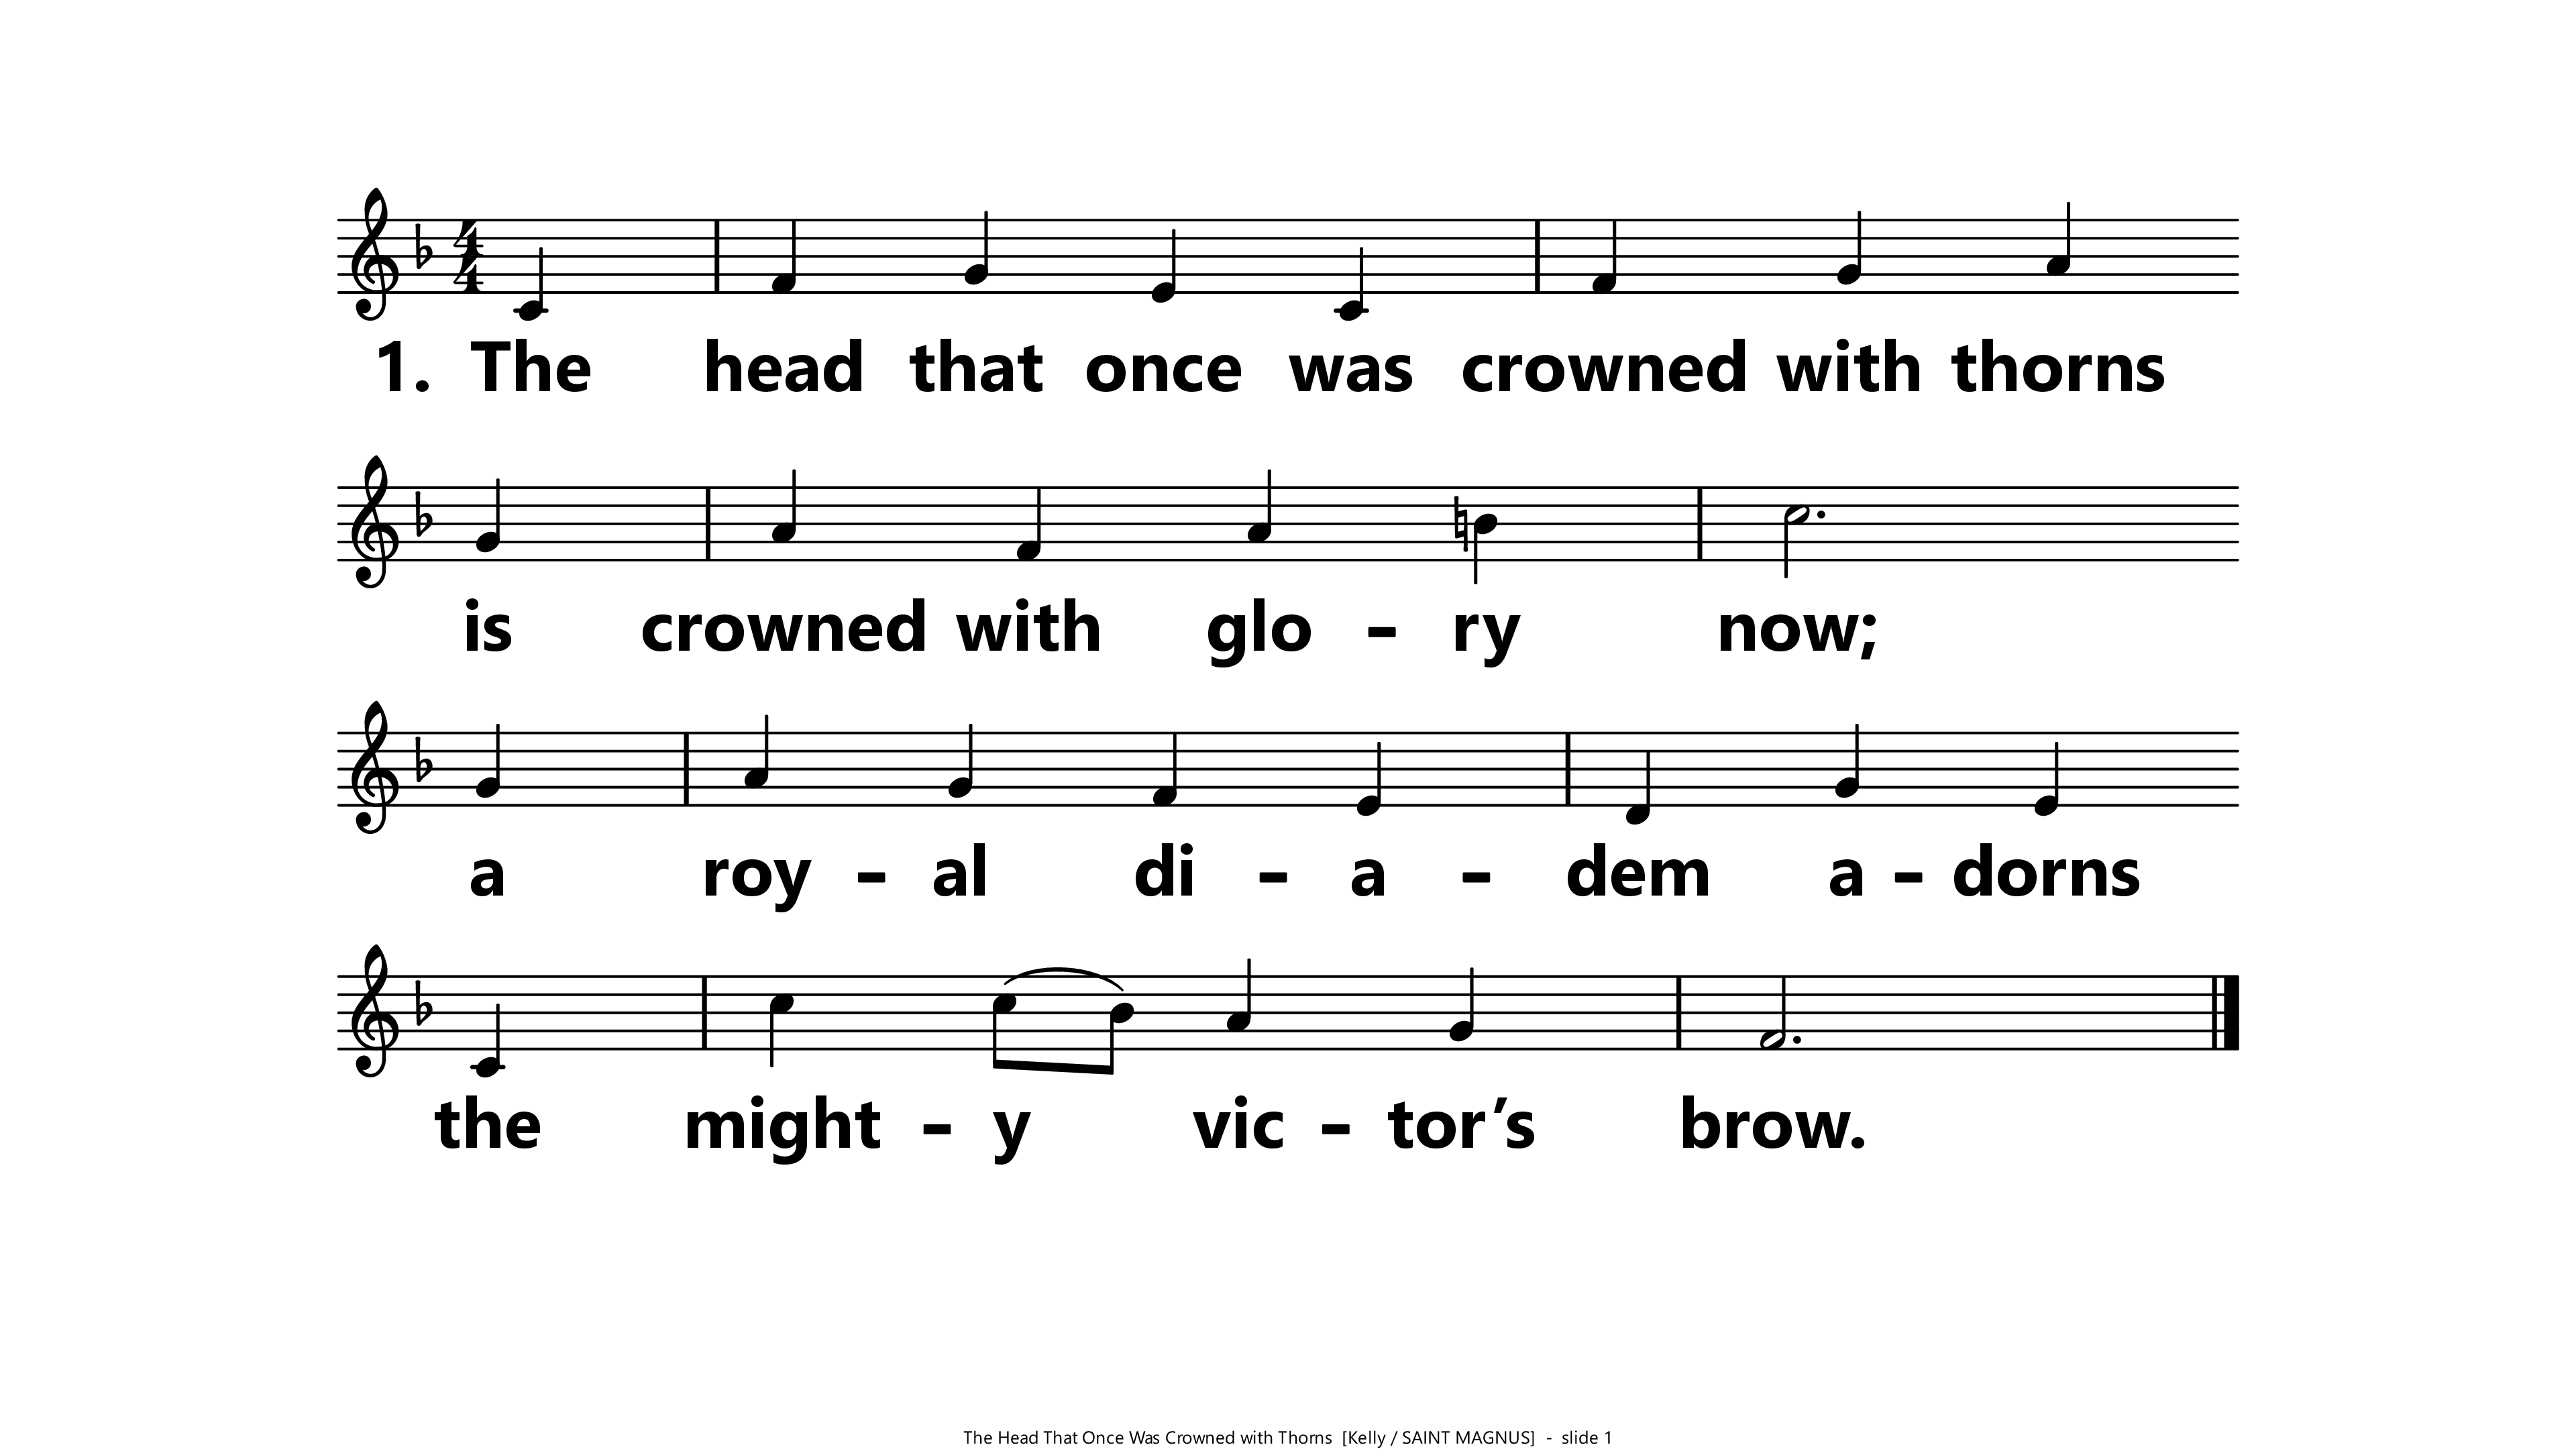 1. The head that once was crowned with thorns
is crowned with glo - ry now;
a roy - al di - a - dem a - dorns
the might - y vic - tor’s brow.
The Head That Once Was Crowned with Thorns [Kelly / SAINT MAGNUS] - slide 1